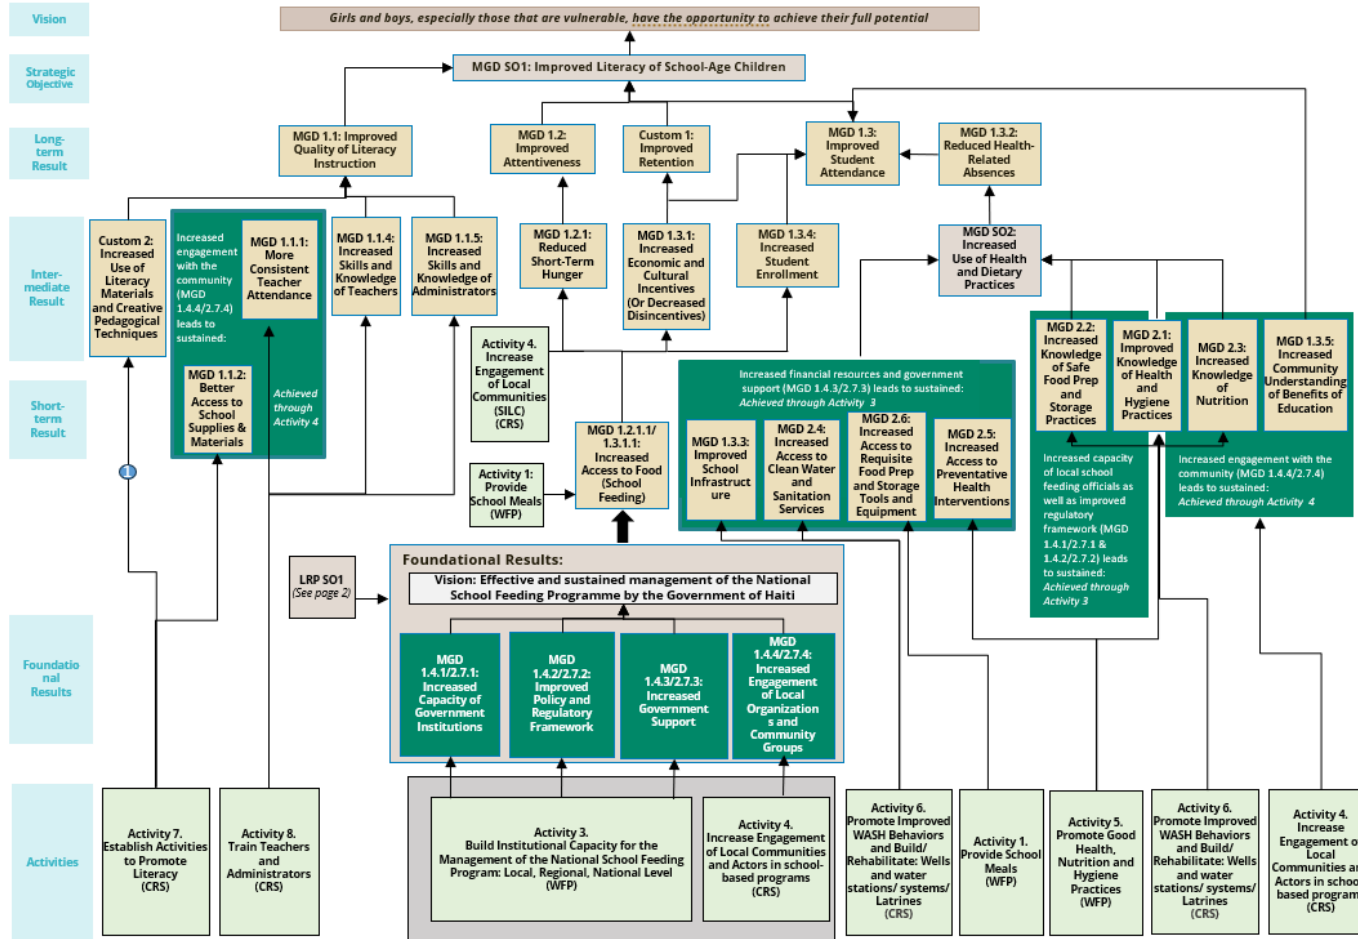 Vision
Girls and boys, especially those that are vulnerable, have the opportunity to achieve their full potential
Strategic
Objective
MGD SO1: Improved Literacy of School-Age Children
Long-
term
Result
MGD 1.1: Improved
Quality of Literacy
Instruction
MGD 1.2:
Improved
Attentiveness
Custom 1:
Improved
Retention
MGD 1.3:
Improved
Student
Attendance
MGD 1.3.2:
Reduced Health-
Related
Absences
Inter-
mediate
Result
Custom 2:
Increased
Use of
Literacy
Materials
and Creative
Pedagogical
Techniques
Increased
engagement
with the
community
(MGD
1.4.4/2.7.4)
leads to
sustained:
MGD 1.1.1:
More
Consistent
Teacher
Attendance
MGD 1.1.4:
Increased
Skills and
Knowledge
of Teachers
MGD 1.1.5:
Increased
Skills and
Knowledge of
Administrators
MGD 1.2.1:
Reduced
Short-Term
Hunger
MGD 1.3.1:
Increased
Economic and
Cultural
Incentives
(Or Decreased
Disincentives)
MGD 1.3.4:
Increased
Student
Enrollment
MGD SO2:
Increased
Use of Health
and Dietary
Practices
Short-
term
Result
MGD 1.1.2:
Better
Access to
School
Supplies &
Materials
Achieved
through
Activity 4
Activity 4.
Increase
Engagement
of Local
Communities
(SILC)
(CRS)
Activity 1:
Provide
School Meals
(WFP)
MGD 1.2.1.1/
1.3.1.1:
Increased
Access to Food
(School
Feeding)
Increased financial resources and government
support (MGD 1.4.3/2.7.3) leads to sustained:
Achieved through Activity 3
MGD 1.3.3:
Improved
School
Infrastruct
ure
MGD 2.4:
Increased
Access to
Clean Water
and
Sanitation
Services
MGD 2.6:
Increased
Access to
Requisite
Food Prep
and Storage
Tools and
Equipment
MGD 2.5:
Increased
Access to
Preventative
Health
Interventions
MGD 2.2:
Increased
Knowledge
of Safe
Food Prep
and
Storage
Practices
MGD 2.1:
Improved
Knowledge
of Health
and
Hygiene
Practices
MGD 2.3:
Increased
Knowledge
of
Nutrition
MGD 1.3.5:
Increased
Community
Understanding
of Benefits of
Education
Increased capacity
of local school
feeding officials as
well as improved
regulatory
framework (MGD
1.4.1/2.7.1 &
1.4.2/2.7.2) leads
to sustained:
Achieved through
Activity 3
Increased engagement with the
community (MGD 1.4.4/2.7.4)
leads to sustained:
Achieved through Activity 4
1
LRP SO1
(See page 2)
Foundational Results:
Vision: Effective and sustained management of the National
School Feeding Programme by the Government of Haiti
Foundatio
nal
Results
MGD
1.4.1/2.7.1:
Increased
Capacity of
Government
Institutions
MGD
1.4.2/2.7.2:
Improved
Policy and
Regulatory
Framework
MGD
1.4.3/2.7.3:
Increased
Government
Support
MGD
1.4.4/2.7.4:
Increased
Engagement
of Local
Organization
s and
Community
Groups
Activities
Activity 7.
Establish Activities
to Promote
Literacy
(CRS)
Activity 8.
Train Teachers
and
Administrators
(CRS)
Activity 3.
Build Institutional Capacity for the
Management of the National School Feeding
Program: Local, Regional, National Level
(WFP)
Activity 4.
Increase Engagement
of Local Communities
and Actors in school-
based programs
(CRS)
Activity 6.
Promote Improved
WASH Behaviors
and Build/
Rehabilitate: Wells
and water
stations/ systems/
Latrines
(CRS)
Activity 1.
Provide School
Meals
(WFP)
Activity 5.
Promote Good
Health,
Nutrition and
Hygiene
Practices
(WFP)
Activity 6.
Promote Improved
WASH Behaviors
and Build/
Rehabilitate: Wells
and water
stations/ systems/
Latrines
(CRS)
Activity 4.
Increase
Engagement of
Local
Communities an
Actors in school
based program
(CRS)